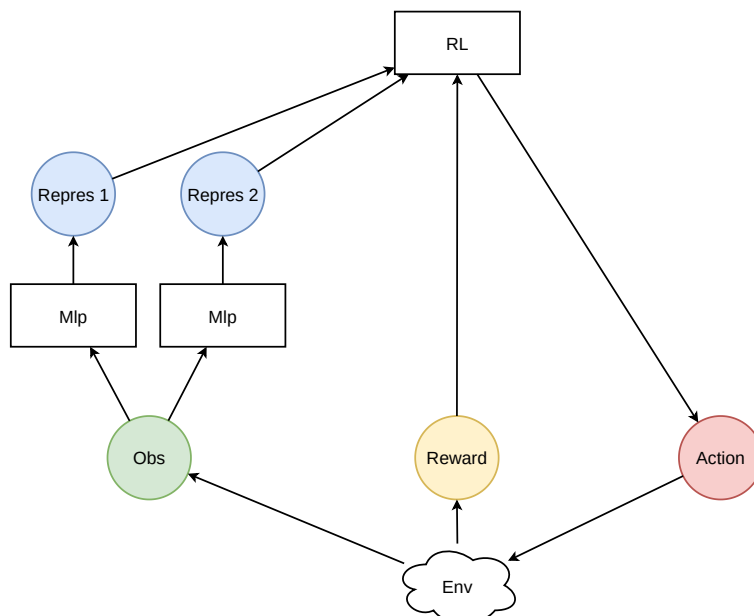 RL
Repres 1
Repres 2
Mlp
Mlp
Obs
Reward
Action
Env